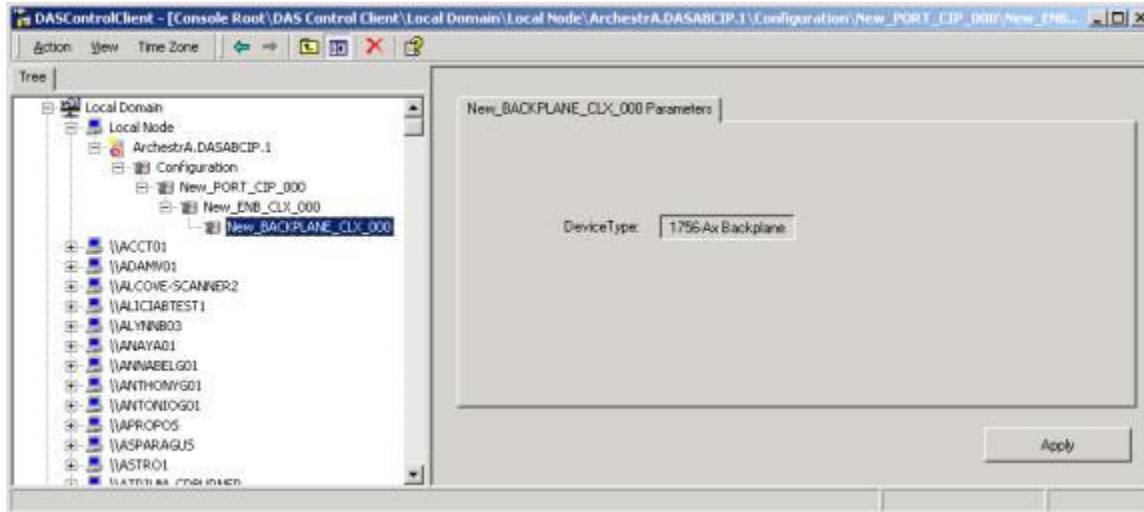 DASControlClient - [Console Root\DAS Control Client\Local Domain\Local Node\ArchestrA.DASABCIP.1\Configuration\New_PORT_CIP_000\New_ENB...
Action View Time Zone
Tree
Local Domain
Local Node
ArchestrA.DASABCIP.1
Configuration
New_PORT_CIP_000
New_ENB_CLX_000
New_BACKPLANE_CLX_000
\\ACCT01
\\ADAMV01
\\ALCOVE-SCANNER2
\\ALICIABTEST1
\\ALYNNB03
\\ANAYA01
\\ANNABELG01
\\ANTHONYG01
\\ANTONIOG01
\\APROPOS
\\ASPARAGUS
\\ASTRO1
\\ATRIUM_CDBURNER
New_BACKPLANE_CLX_000 Parameters
DeviceType: 1756-Ax Backplane
Apply